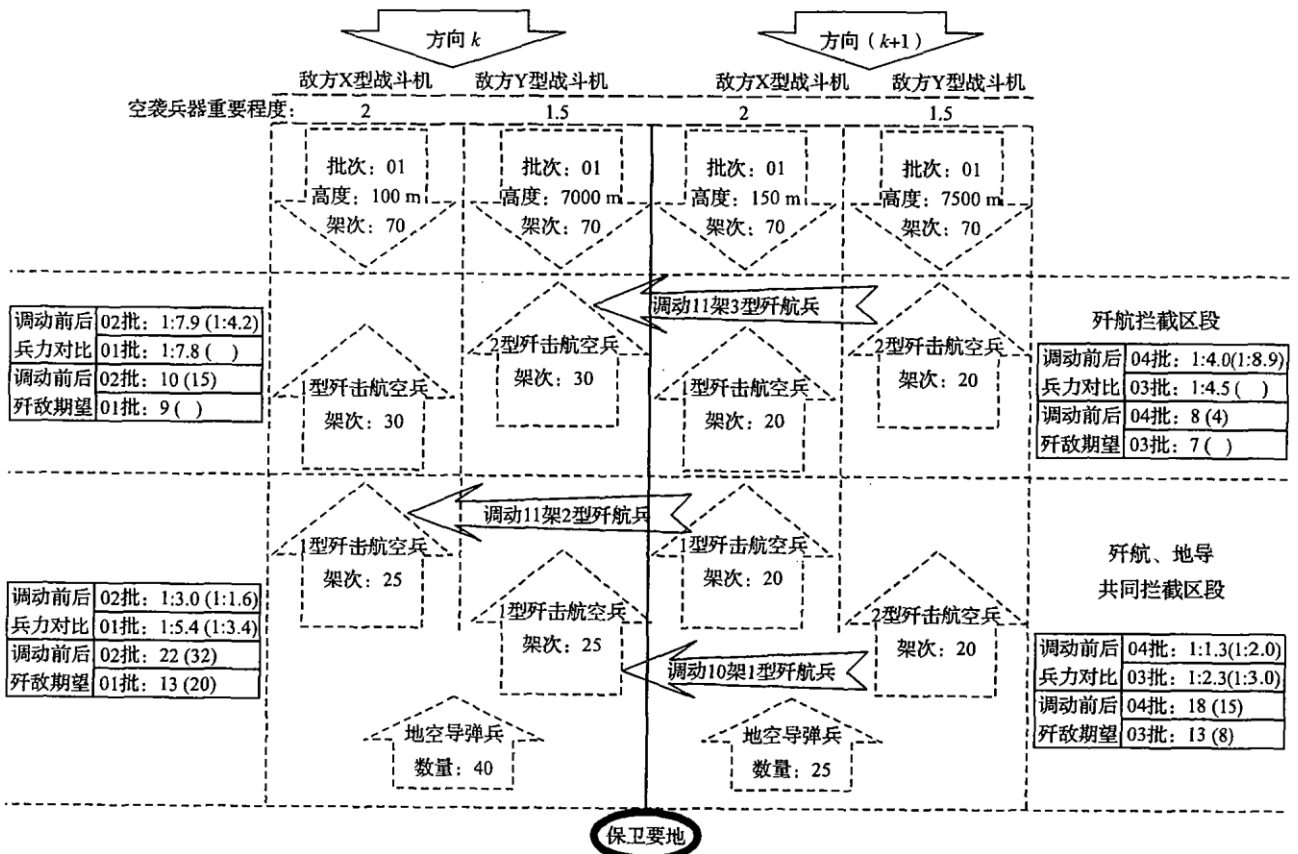 方向 k
方向（k+1）
敌方X型战斗机
敌方Y型战斗机
敌方X型战斗机
敌方Y型战斗机
空袭兵器重要程度：
2
1.5
2
1.5
批次：01
高度：100 m
架次：70
批次：01
高度：7000 m
架次：70
批次：01
高度：150 m
架次：70
批次：01
高度：7500 m
架次：70
调动11架3型歼航兵
调动前后 02批：1:7.9 (1:4.2)
兵力对比 01批：1:7.8 ( )
调动前后 02批：10 (15)
歼敌期望 01批：9 ( )
1型歼击航空兵
架次：30
2型歼击航空兵
架次：30
1型歼击航空兵
架次：20
2型歼击航空兵
架次：20
歼航拦截区段
调动前后 04批：1:4.0(1:8.9)
兵力对比 03批：1:4.5 ( )
调动前后 04批：8 (4)
歼敌期望 03批：7 ( )
调动11架2型歼航兵
1型歼击航空兵
架次：25
1型歼击航空兵
架次：25
1型歼击航空兵
架次：20
2型歼击航空兵
架次：20
歼航、地导
共同拦截区段
调动前后 02批：1:3.0 (1:1.6)
兵力对比 01批：1:5.4 (1:3.4)
调动前后 02批：22 (32)
歼敌期望 01批：13 (20)
调动10架1型歼航兵
调动前后 04批：1:1.3(1:2.0)
兵力对比 03批：1:2.3(1:3.0)
调动前后 04批：18 (15)
歼敌期望 03批：13 (8)
地空导弹兵
数量：40
地空导弹兵
数量：25
保卫要地